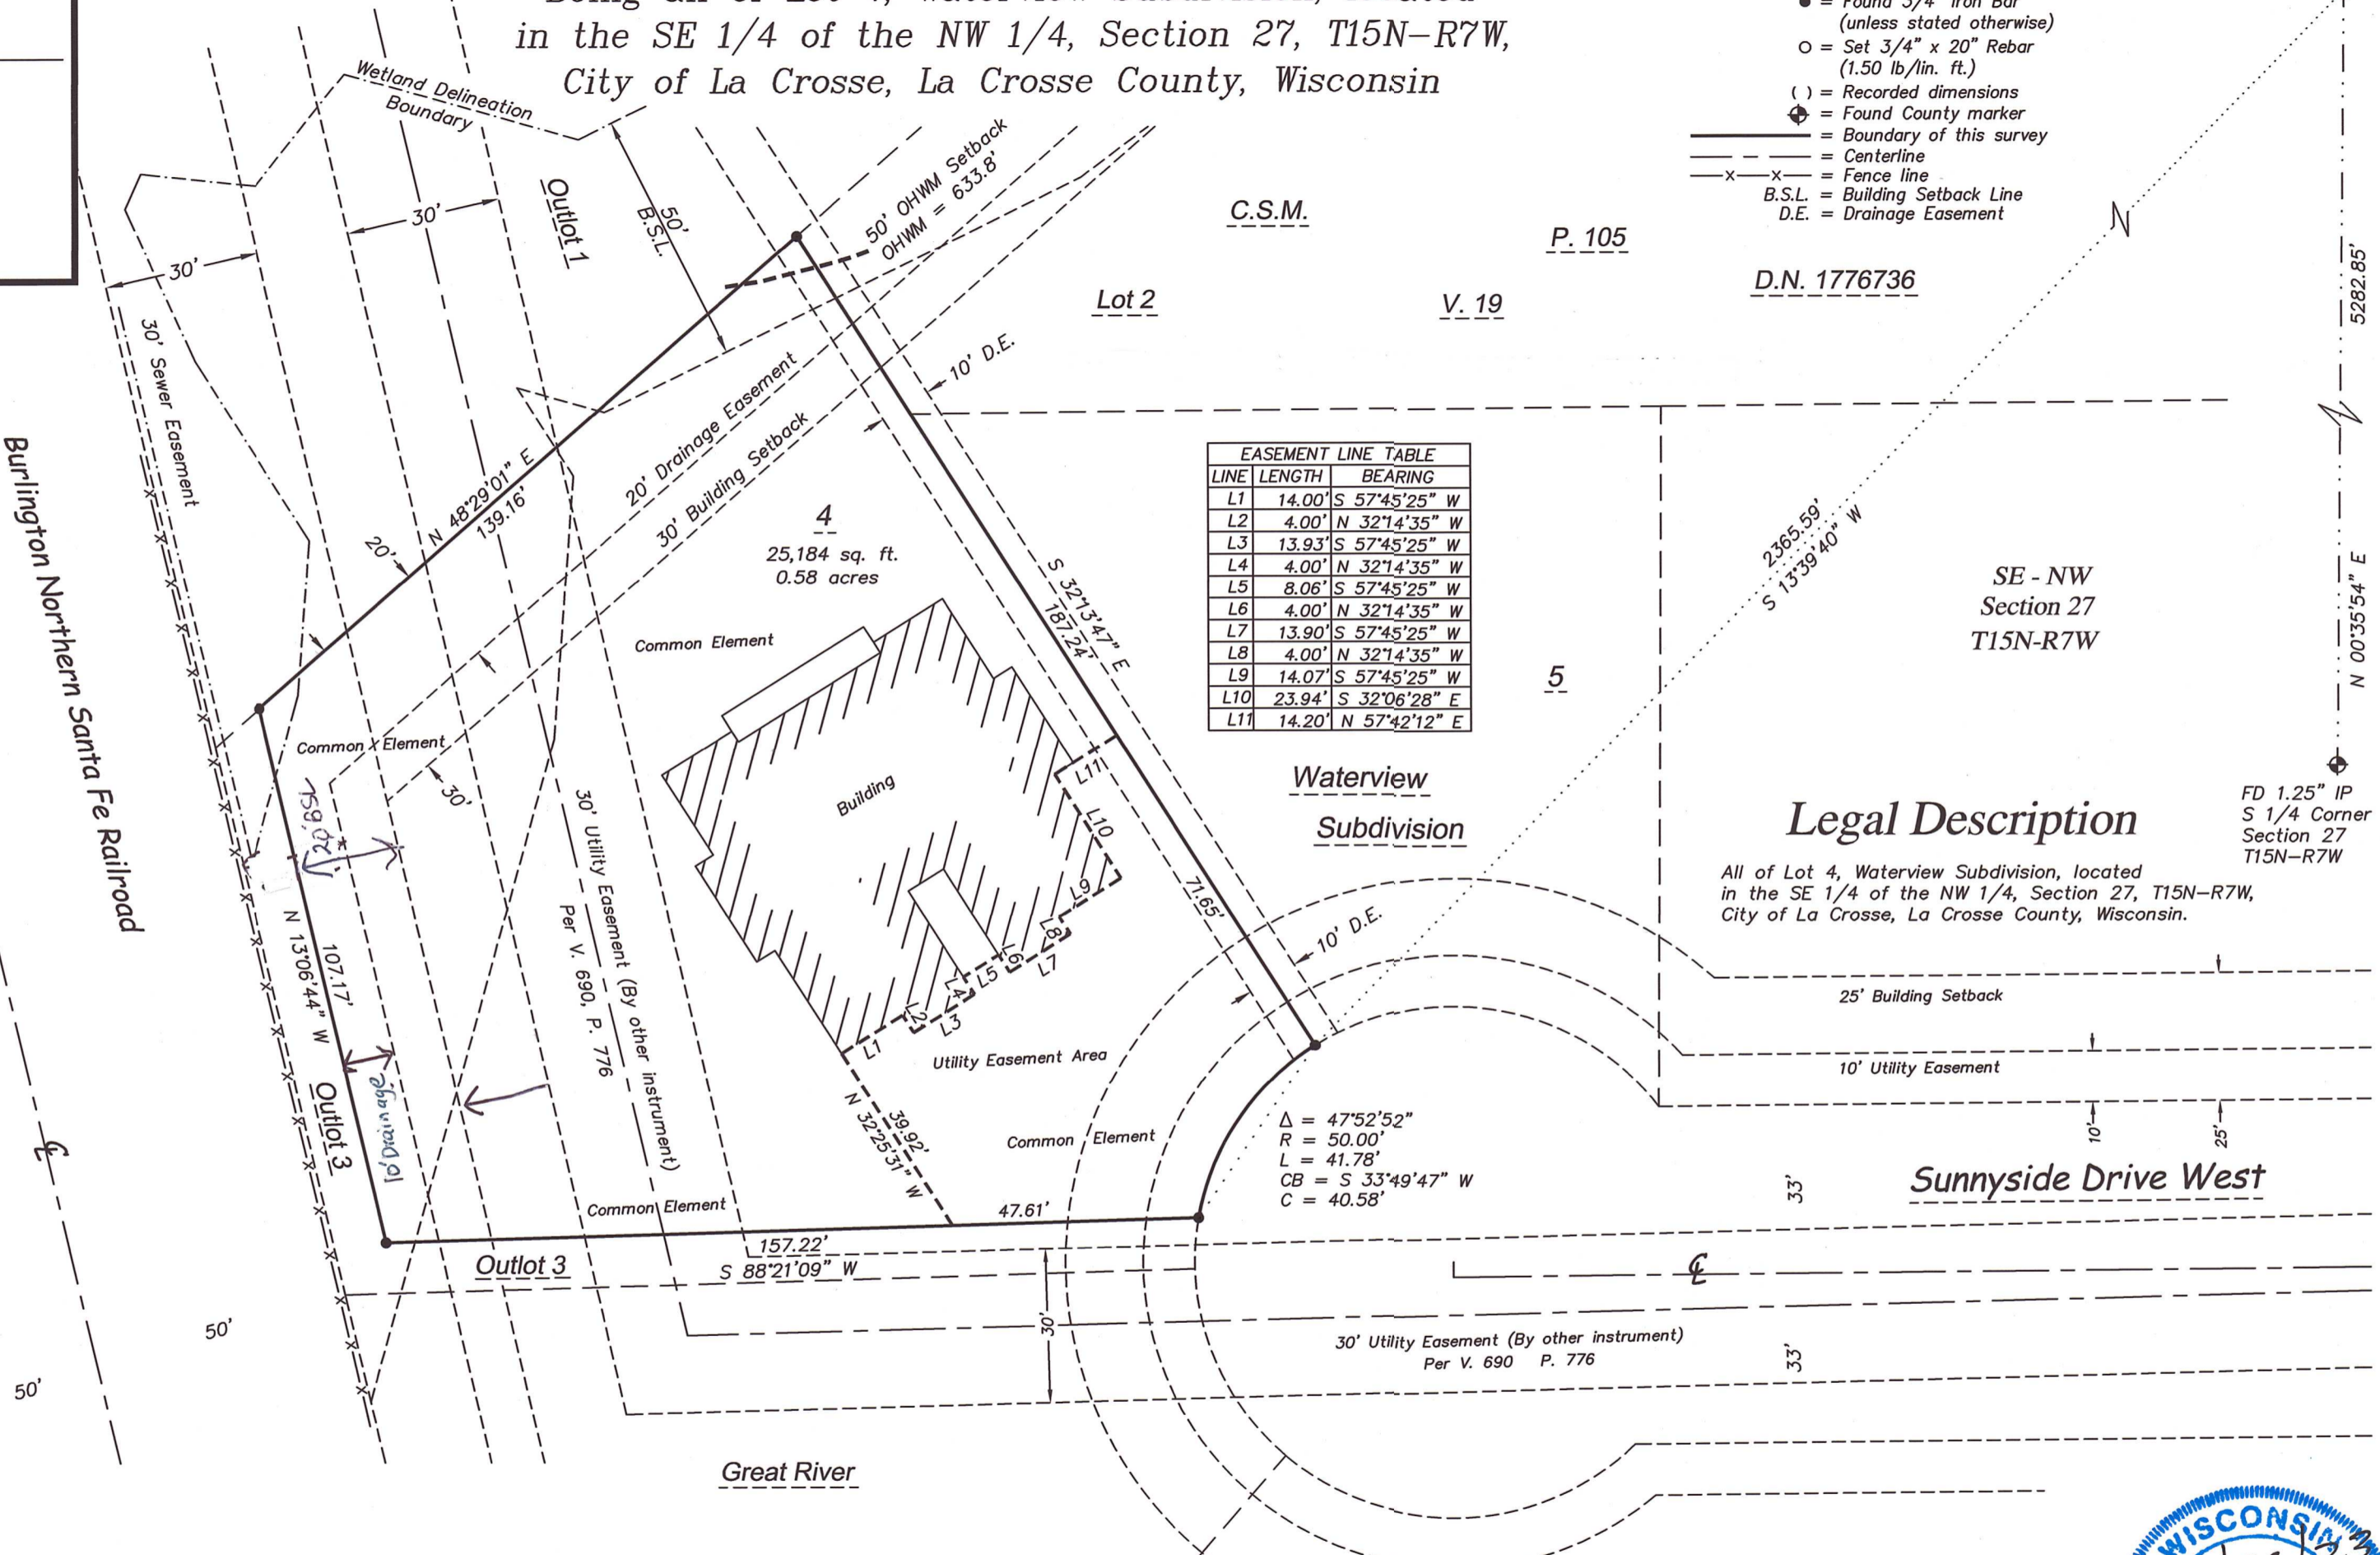 in the SE 1/4 of the NW 1/4, Section 27, T15N-R7W,
City of La Crosse, La Crosse County, Wisconsin
(unless stated otherwise)
O = Set 3/4" x 20" Rebar
(1.50 lb/lin. ft.)
( ) = Recorded dimensions
= Found County marker
= Boundary of this survey
= Centerline
x x = Fence line
B.S.L. = Building Setback Line
D.E. = Drainage Easement
Wetland Delineation
Boundary
30'
30'
Outlot 1
50'
B.S.L.
50' OHWM Setback
OHWM = 633.8'
C.S.M.
P. 105
Lot 2
V. 19
D.N. 1776736
N
5282.85'
N 00°35'54" E
30' Sewer Easement
Burlington Northern Santa Fe Railroad
10' D.E.
N 48°29'01" E
139.16'
20'
20' Drainage Easement
30' Building Setback
4
25,184 sq. ft.
0.58 acres
Common Element
EASEMENT LINE TABLE
LINE LENGTH BEARING
L1 14.00' S 57°45'25" W
L2 4.00' N 32°14'35" W
L3 13.93' S 57°45'25" W
L4 4.00' N 32°14'35" W
L5 8.06' S 57°45'25" W
L6 4.00' N 32°14'35" W
L7 13.90' S 57°45'25" W
L8 4.00' N 32°14'35" W
L9 14.07' S 57°45'25" W
L10 23.94' S 32°06'28" E
L11 14.20' N 57°42'12" E
S 32°13'47" E
187.24'
2365.59'
S 13°39'40" W
SE - NW
Section 27
T15N-R7W
5
Common Element
30'
20' BSL
Building
L11
L10
L9
L8
L7
L6
L5
L4
L3
L2
L1
Waterview
Subdivision
Legal Description
All of Lot 4, Waterview Subdivision, located
in the SE 1/4 of the NW 1/4, Section 27, T15N-R7W,
City of La Crosse, La Crosse County, Wisconsin.
FD 1.25" IP
S 1/4 Corner
Section 27
T15N-R7W
71.65'
10' D.E.
30' Utility Easement (By other instrument)
Per V. 690, P. 776
107.17'
N 13°06'44" W
Outlot 3
10' Drainage
Utility Easement Area
39.92'
N 32°25'31" W
Common Element
Common Element
47.61'
Δ = 47°52'52"
R = 50.00'
L = 41.78'
CB = S 33°49'47" W
C = 40.58'
25' Building Setback
10' Utility Easement
10'
25'
33'
Sunnyside Drive West
157.22'
S 88°21'09" W
Outlot 3
30'
30' Utility Easement (By other instrument)
Per V. 690 P. 776
33'
50'
50'
Great River
WISCONSIN